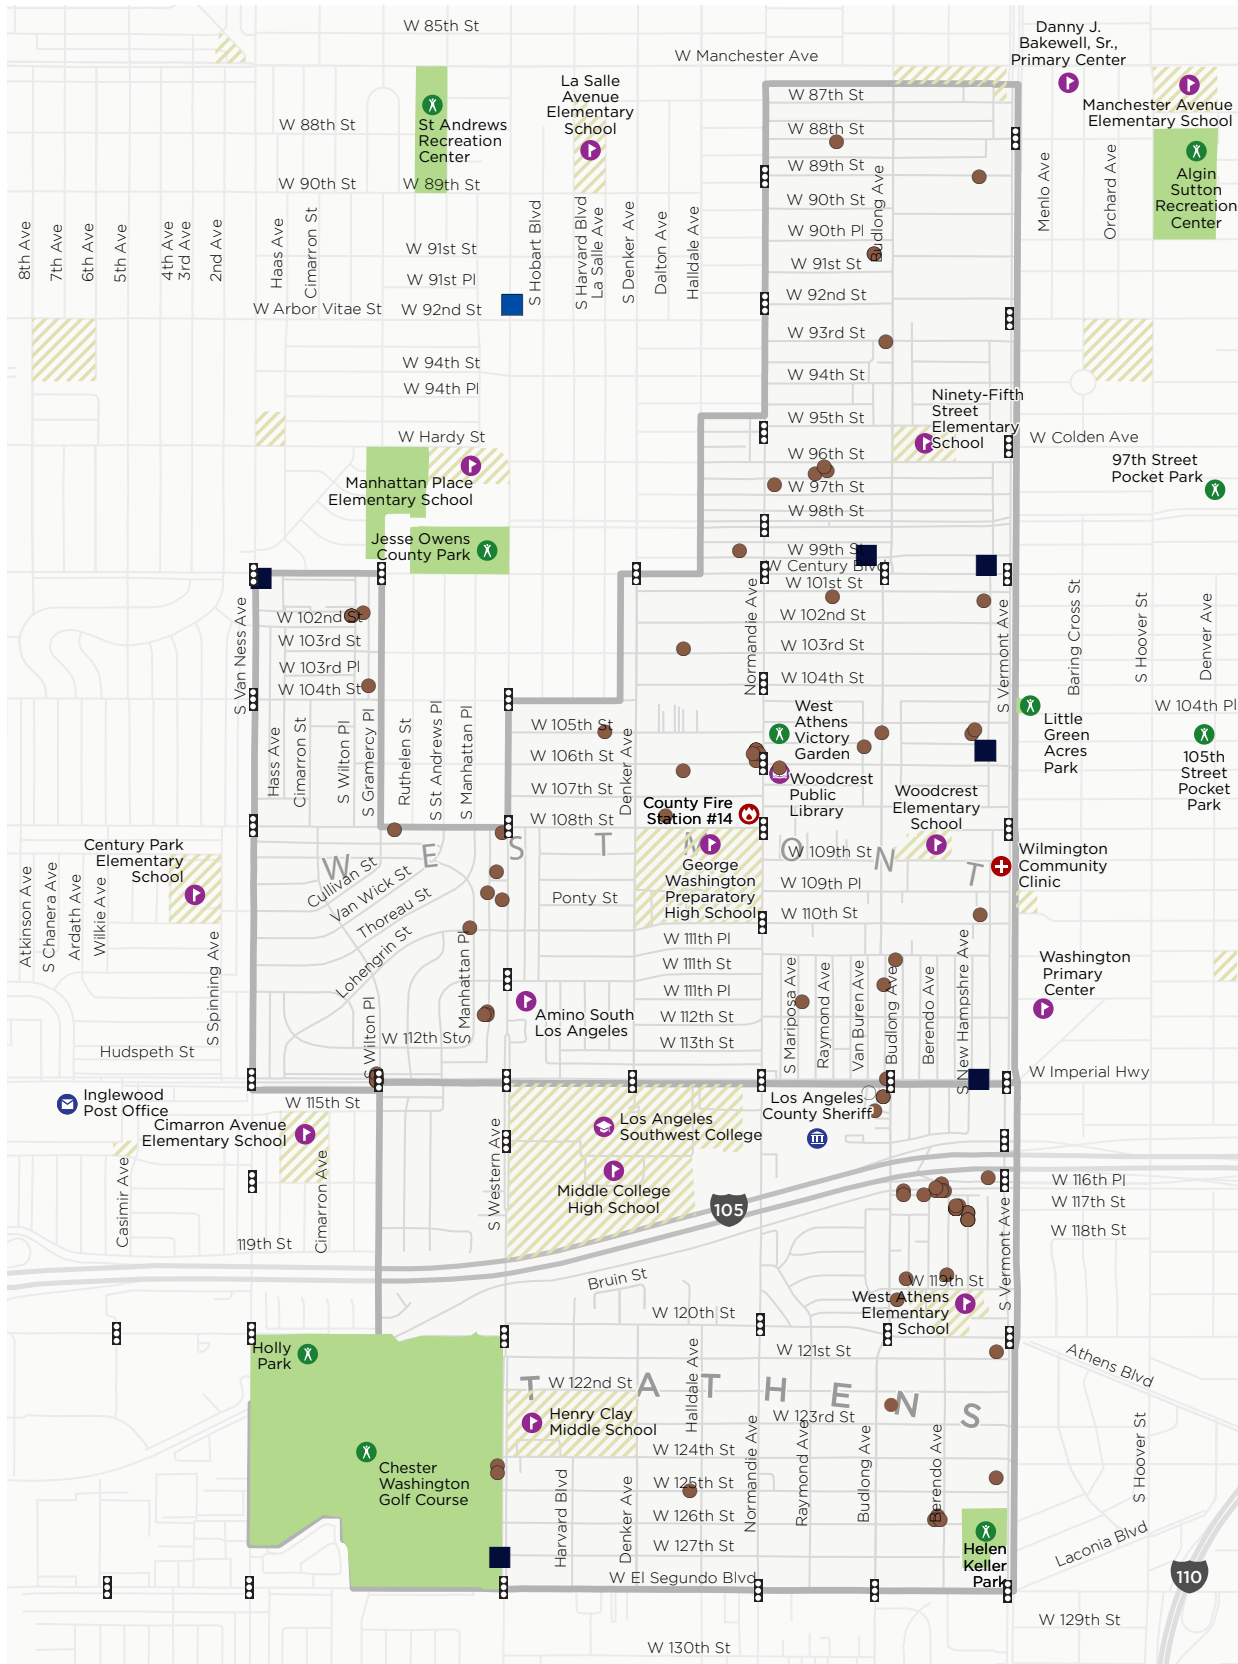 W 85th St
W Manchester Ave
Danny J.
Bakewell, Sr.,
Primary Center
La Salle
Avenue
Elementary
School
W 87th St
Manchester Avenue
Elementary School
St Andrews
Recreation
Center
W 88th St
W 88th St
W 89th St
W 90th St
W 89th St
W 90th St
W 90th Pl
W 91st St
W 91st St
W 91st Pl
W Arbor Vitae St
W 92nd St
W 92nd St
Algin
Sutton
Recreation
Center
Menlo Ave
Orchard Ave
Budlong Ave
8th Ave
7th Ave
6th Ave
5th Ave
4th Ave
3rd Ave
2nd Ave
Haas Ave
Cimarron St
S Hobart Blvd
S Harvard Blvd
La Salle Ave
S Denker Ave
Dalton Ave
Halldale Ave
W 93rd St
W 94th St
W 94th St
W 94th Pl
Ninety-Fifth
Street
Elementary
School
W 95th St
W Hardy St
W Colden Ave
W 96th St
97th Street
Pocket Park
Manhattan Place
Elementary School
W 97th St
W 98th St
Jesse Owens
County Park
W 99th St
W Century Blvd
W 101st St
W 102nd St
W 102nd St
W 103rd St
W 103rd St
W 103rd Pl
W 104th St
W 104th St
S Van Ness Ave
Normandie Ave
S Vermont Ave
Baring Cross St
S Hoover St
Denver Ave
W 104th Pl
West
Athens
Victory
Garden
Little
Green
Acres
Park
105th
Street
Pocket
Park
W 105th St
W 106th St
W 107th St
W 108th St
Hass Ave
Cimarron St
S Wilton Pl
S Gramercy Pl
Ruthelen St
S St Andrews Pl
S Manhattan Pl
Denker Ave
Woodcrest
Public
Library
Woodcrest
Elementary
School
County Fire
Station #14
WESTMONT
Century Park
Elementary
School
George
Washington
Preparatory
High School
W 109th St
W 109th Pl
W 110th St
Wilmington
Community
Clinic
Cullivan St
Van Wick St
Thoreau St
Lohengrin St
Ponty St
Atkinson Ave
S Chanera Ave
Ardath Ave
Wilkie Ave
S Spinning Ave
W 111th Pl
W 111th St
W 111th Pl
W 112th St
W 113th St
Washington
Primary
Center
S Manhattan Pl
S Wilton Pl
W 112th St
Amino South
Los Angeles
S Mariposa Ave
Raymond Ave
Van Buren Ave
Budlong Ave
Berendo Ave
S New Hampshire Ave
Hudspeth St
W Imperial Hwy
Inglewood
Post Office
W 115th St
Cimarron Avenue
Elementary School
Los Angeles
Southwest College
Los Angeles
County Sheriff
Middle College
High School
S Western Ave
Casimir Ave
Cimarron Ave
W 116th Pl
W 117th St
W 118th St
105
119th St
Bruin St
W 119th St
West Athens
Elementary
School
S Vermont Ave
W 120th St
Holly
Park
W 121st St
Athens Blvd
W 122nd St
T ATHENS
Henry Clay
Middle School
Halldale Ave
W 123rd St
W 124th St
W 125th St
W 126th St
W 127th St
Chester
Washington
Golf Course
Harvard Blvd
Denker Ave
Normandie Ave
Raymond Ave
Budlong Ave
Berendo Ave
S Hoover St
Laconia Blvd
Helen
Keller
Park
W El Segundo Blvd
110
W 129th St
W 130th St